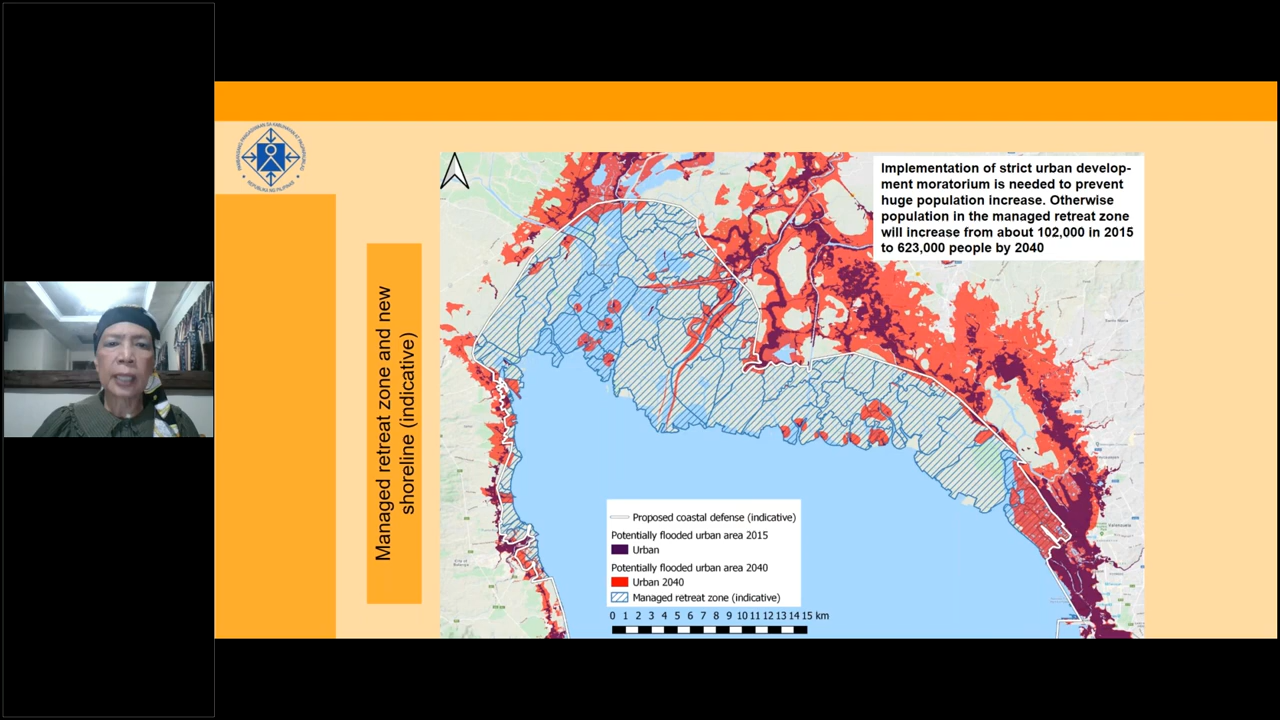 Managed retreat zone and new
shoreline (indicative)
Implementation of strict urban develop-
ment moratorium is needed to prevent
huge population increase. Otherwise
population in the managed retreat zone
will increase from about 102,000 in 2015
to 623,000 people by 2040
Proposed coastal defense (indicative)
Potentially flooded urban area 2015
Urban
Potentially flooded urban area 2040
Urban 2040
Managed retreat zone (indicative)
0 1 2 3 4 5 6 7 8 9 10 11 12 13 14 15 km